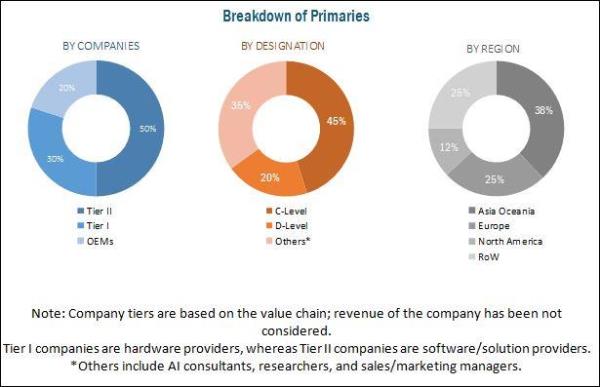 Breakdown of Primaries
BY COMPANIES
20%
50%
30%
Tier II
Tier I
OEMs
BY DESIGNATION
35%
45%
20%
C-Level
D-Level
Others*
BY REGION
25%
38%
12%
25%
Asia Oceania
Europe
North America
RoW
Note: Company tiers are based on the value chain; revenue of the company has been not
considered.
Tier I companies are hardware providers, whereas Tier II companies are software/solution providers.
*Others include AI consultants, researchers, and sales/marketing managers.